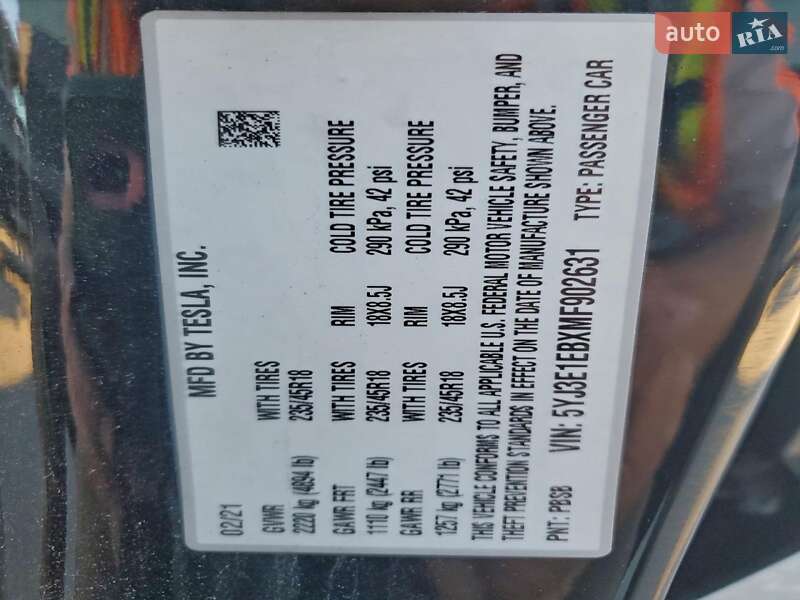 auto RIA.com
MFD BY TESLA, INC.
02/21
GVWR WITH TIRES
2220 kg (4894 lb) 235/45R18
GAWR FRT WITH TIRES RIM COLD TIRE PRESSURE
1110 kg (2447 lb) 235/45R18 18X8.5J 290 kPa, 42 psi
GAWR RR WITH TIRES RIM COLD TIRE PRESSURE
1257 kg (2771 lb) 235/45R18 18X8.5J 290 kPa, 42 psi
THIS VEHICLE CONFORMS TO ALL APPLICABLE U.S. FEDERAL MOTOR VEHICLE SAFETY, BUMPER, AND
THEFT PREVENTION STANDARDS IN EFFECT ON THE DATE OF MANUFACTURE SHOWN ABOVE.
PNT: PBSB VIN: 5YJ3E1EBXMF902631 TYPE: PASSENGER CAR